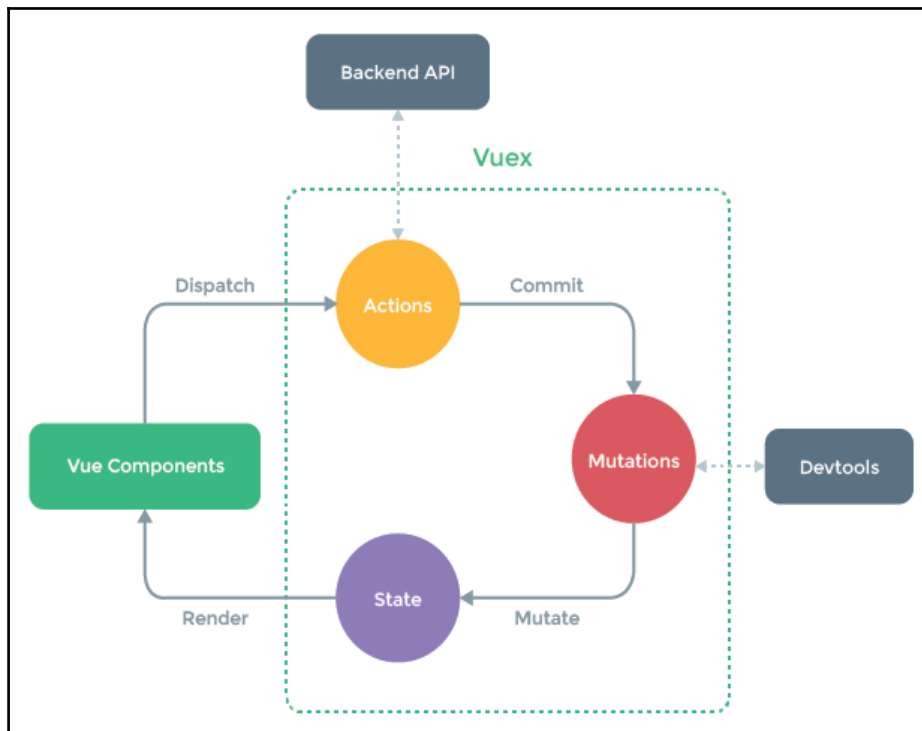 Backend API
Vuex
Dispatch
Actions
Commit
Vue Components
Mutations
Devtools
State
Render
Mutate